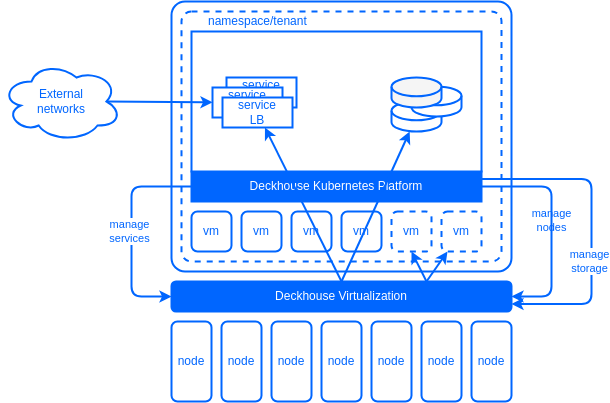 namespace/tenant
External
networks
service
service
service
LB
Deckhouse Kubernetes Platform
manage
services
vm
vm
vm
vm
vm
vm
manage
nodes
manage
storage
Deckhouse Virtualization
node
node
node
node
node
node
node